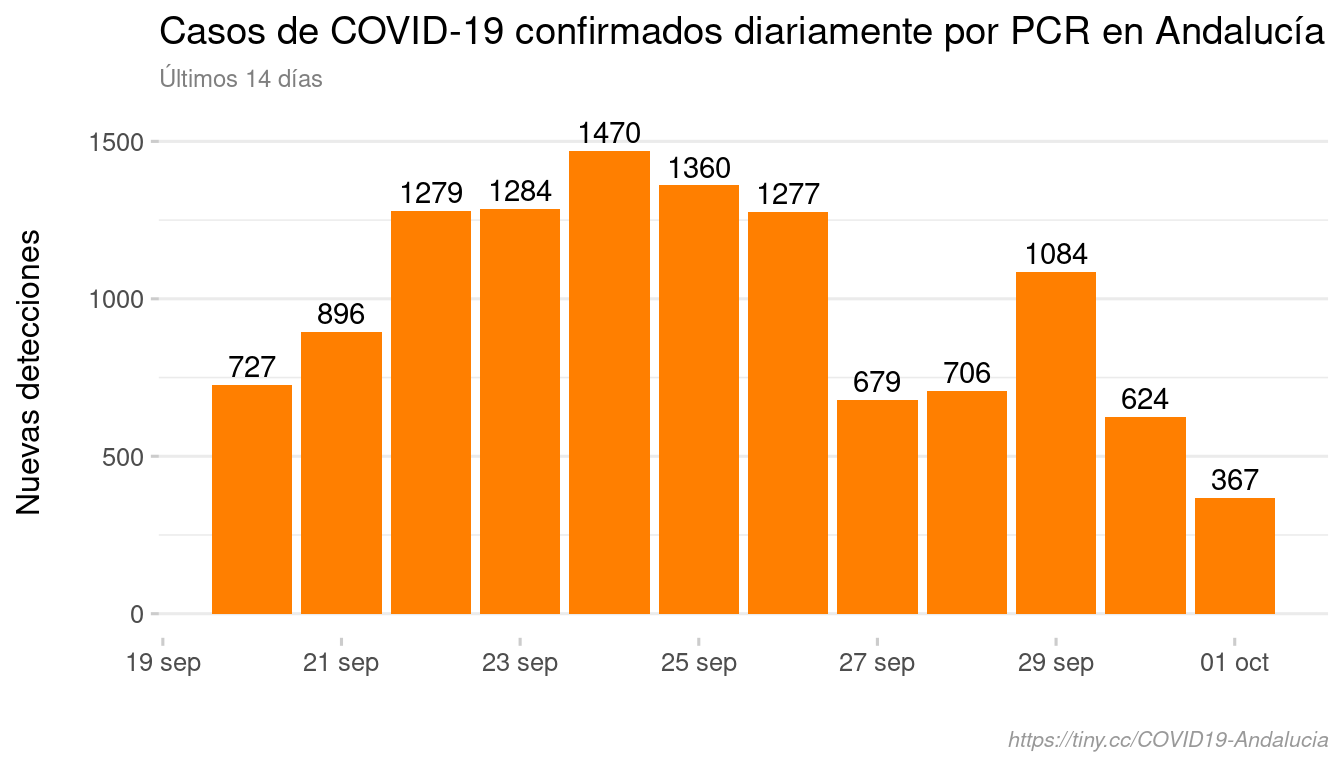 Casos de COVID-19 confirmados diariamente por PCR en Andalucía
Últimos 14 días
Nuevas detecciones
1500
1000
500
0
727
896
1279
1284
1470
1360
1277
679
706
1084
624
367
19 sep
21 sep
23 sep
25 sep
27 sep
29 sep
01 oct
https://tiny.cc/COVID19-Andalucia